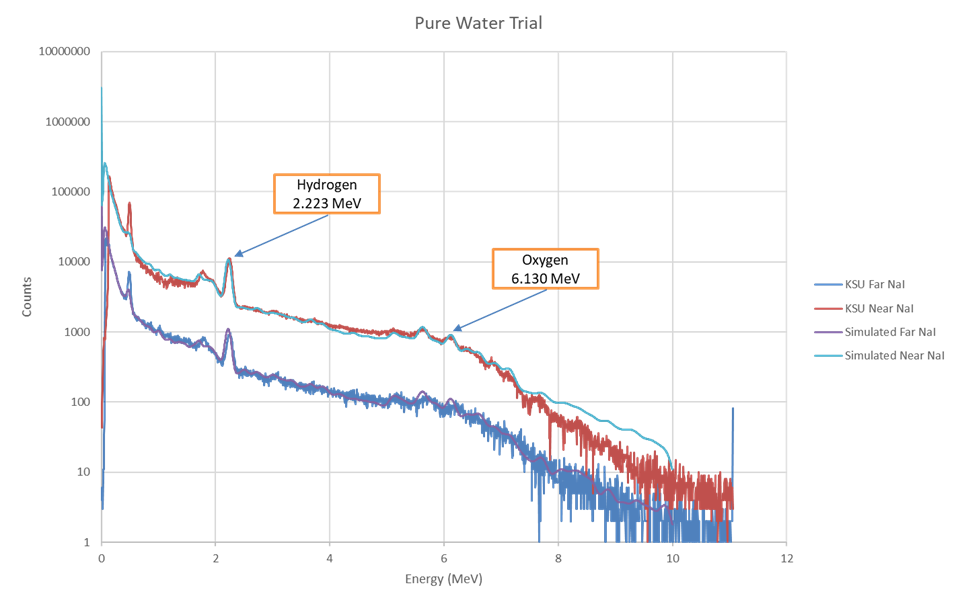 Pure Water Trial
10000000
1000000
100000
10000
1000
100
10
1
Counts
Hydrogen
2.223 MeV
Oxygen
6.130 MeV
KSU Far NaI
KSU Near NaI
Simulated Far NaI
Simulated Near NaI
0 2 4 6 8 10 12
Energy (MeV)